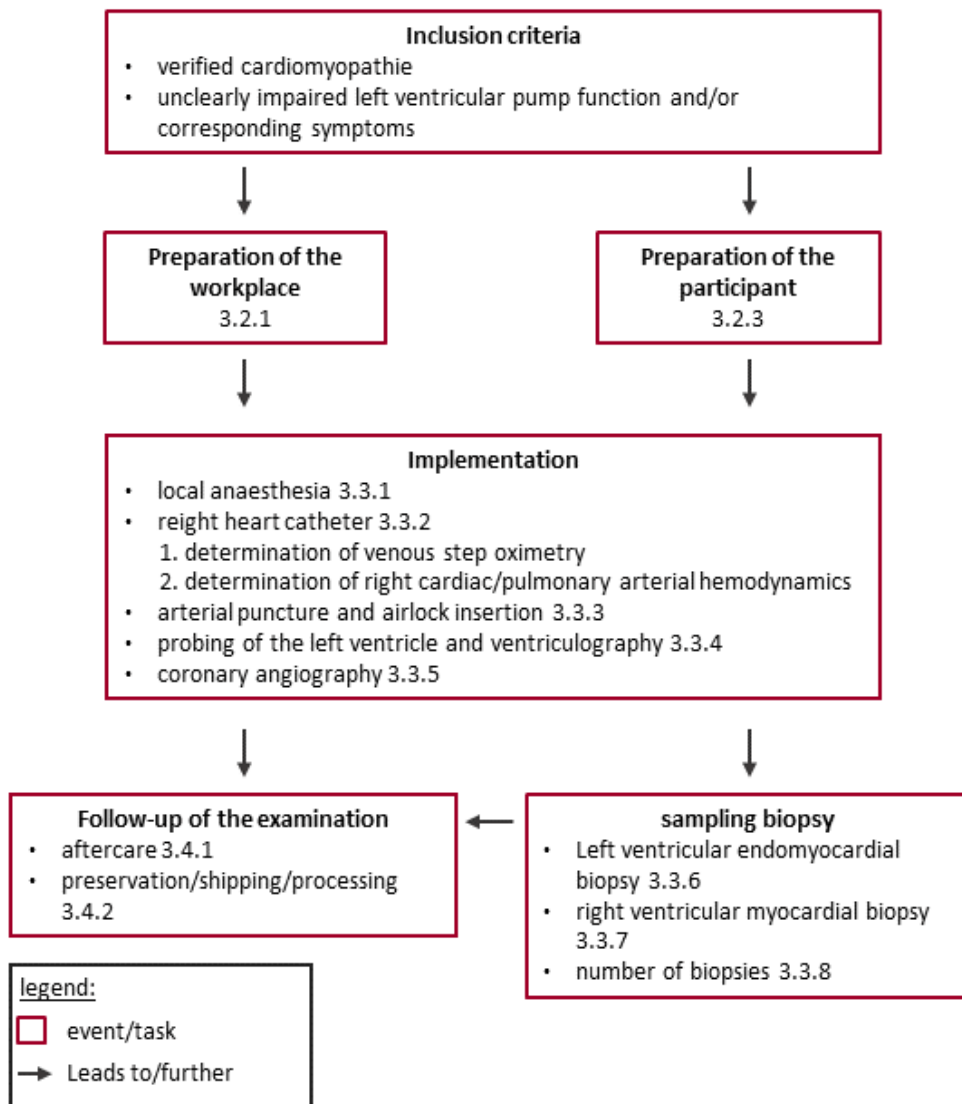 Inclusion criteria
• verified cardiomyopathie
• unclearly impaired left ventricular pump function and/or
corresponding symptoms
Preparation of the
workplace
3.2.1
Preparation of the
participant
3.2.3
Implementation
• local anaesthesia 3.3.1
• reight heart catheter 3.3.2
1. determination of venous step oximetry
2. determination of right cardiac/pulmonary arterial hemodynamics
• arterial puncture and airlock insertion 3.3.3
• probing of the left ventricle and ventriculography 3.3.4
• coronary angiography 3.3.5
Follow-up of the examination
• aftercare 3.4.1
• preservation/shipping/processing
3.4.2
sampling biopsy
• Left ventricular endomyocardial
biopsy 3.3.6
• right ventricular myocardial biopsy
3.3.7
• number of biopsies 3.3.8
legend:
event/task
Leads to/further